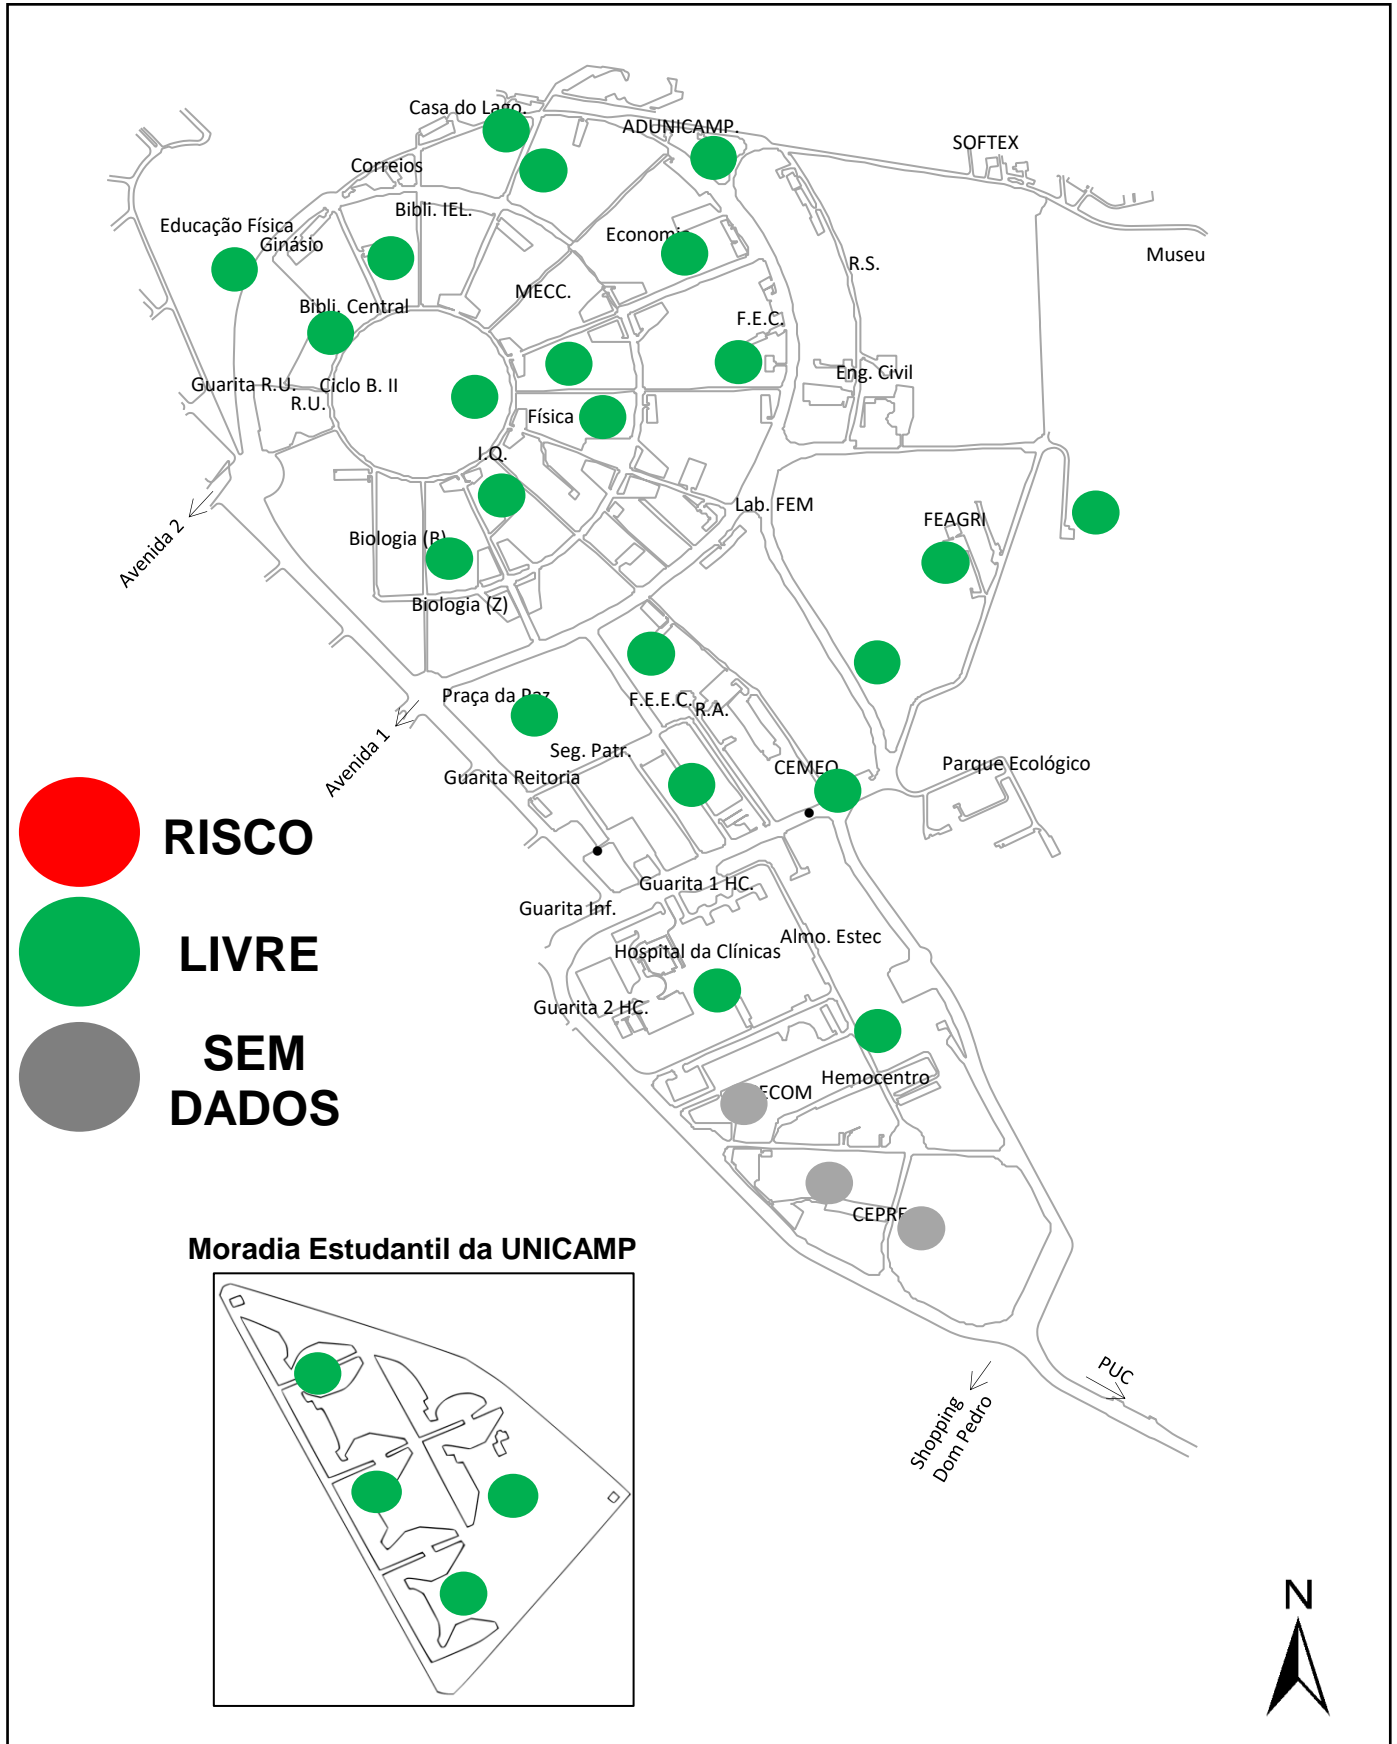 Casa do Lago.
ADUNICAMP.
SOFTEX
Correios
Bibli. IEL.
Educação Física
Ginásio
Economia
Museu
R.S.
MECC.
Bibli. Central
F.E.C.
Eng. Civil
Guarita R.U.
Ciclo B. II
R.U.
Física
I.Q.
Lab. FEM
FEAGRI
Avenida 2
Biologia (B)
Biologia (Z)
Praça da Paz
F.E.E.C.
R.A.
Avenida 1
Seg. Patr.
Guarita Reitoria
CEMEQ
Parque Ecológico
RISCO
Guarita 1 HC.
Guarita Inf.
LIVRE
Almo. Estec
Hospital da Clínicas
Guarita 2 HC.
SEM
DADOS
Hemocentro
ECOM
CEPRE
Moradia Estudantil da UNICAMP
PUC
Shopping
Dom Pedro
N